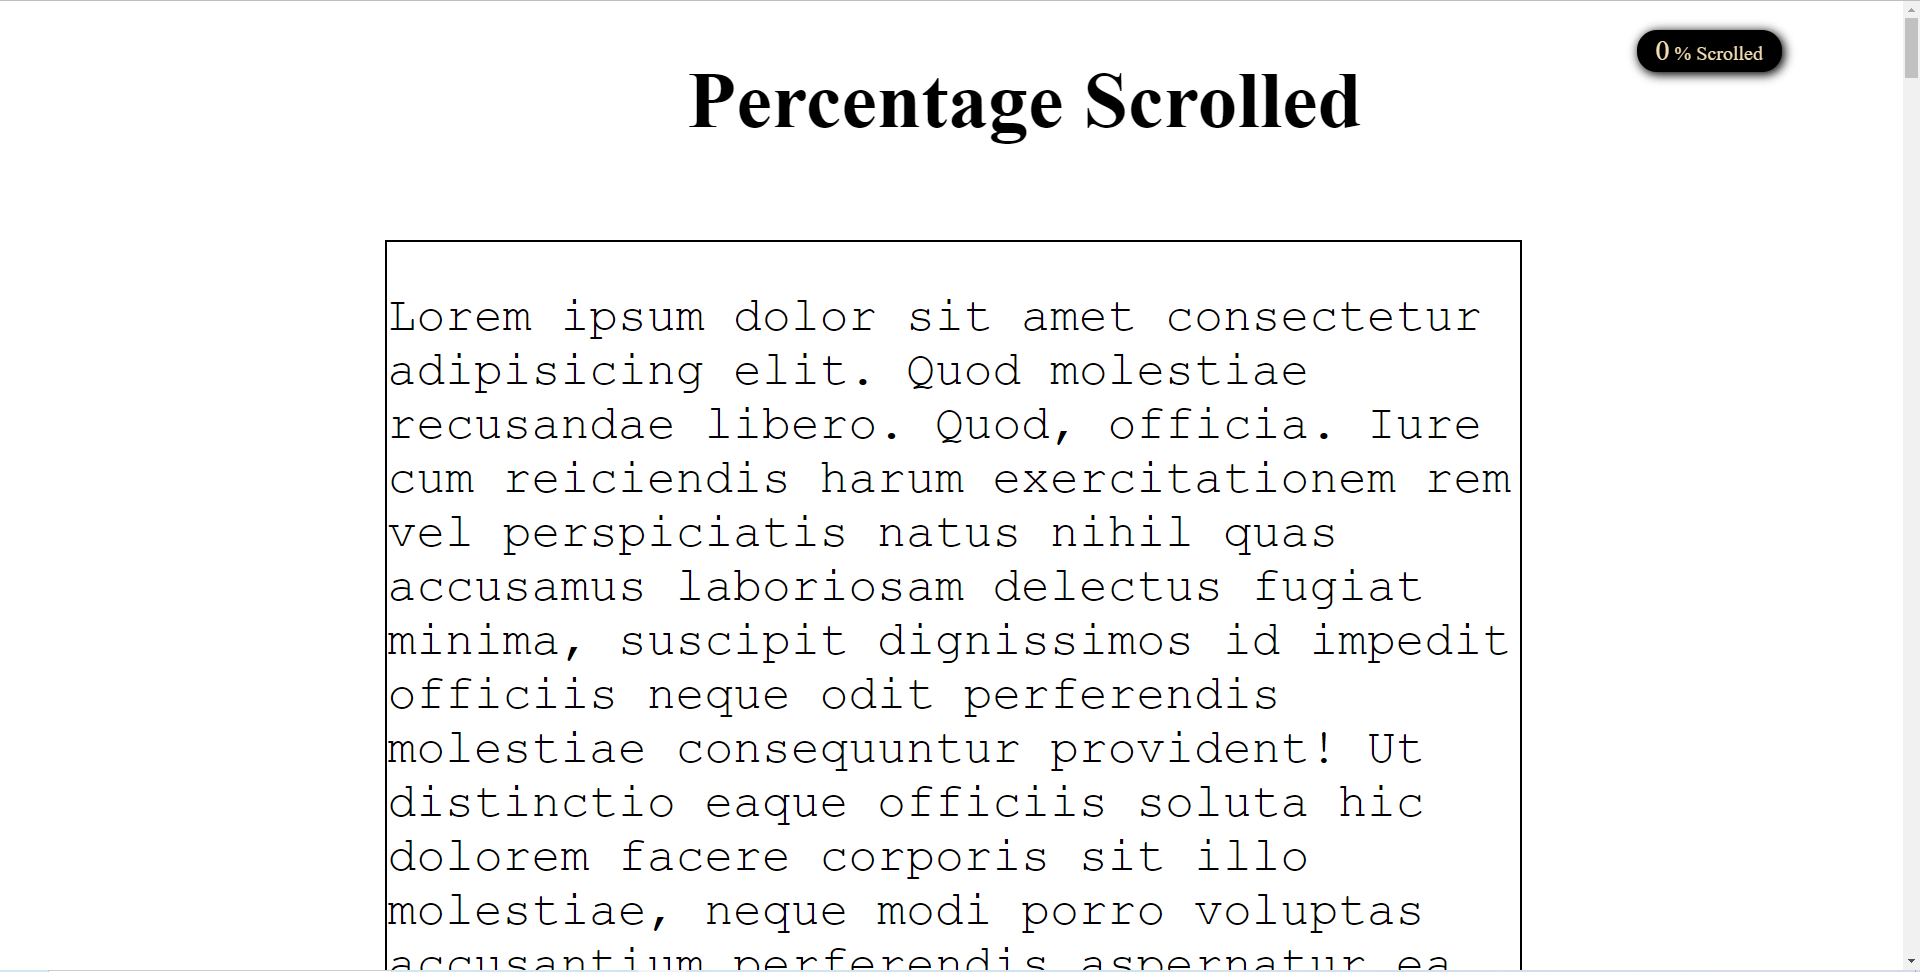 0 % Scrolled
Percentage Scrolled
Lorem ipsum dolor sit amet consectetur
adipisicing elit. Quod molestiae
recusandae libero. Quod, officia. Iure
cum reiciendis harum exercitationem rem
vel perspiciatis natus nihil quas
accusamus laboriosam delectus fugiat
minima, suscipit dignissimos id impedit
officiis neque odit perferendis
molestiae consequuntur provident! Ut
distinctio eaque officiis soluta hic
dolorem facere corporis sit illo
molestiae, neque modi porro voluptas
accusantium perferendis aspernatur ea